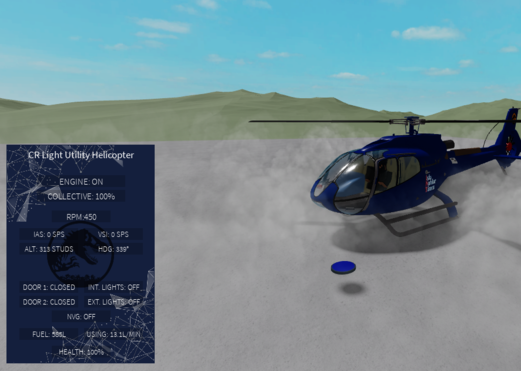 CR Light Utility Helicopter
ENGINE: ON
COLLECTIVE: 100%
RPM:450
IAS: 0 SPS VSI: 0 SPS
ALT: 313 STUDS HDG: 339°
DOOR 1: CLOSED INT. LIGHTS: OFF
DOOR 2: CLOSED EXT. LIGHTS: OFF
NVG: OFF
FUEL: 585L USING: 13.1L/MIN
HEALTH: 100%